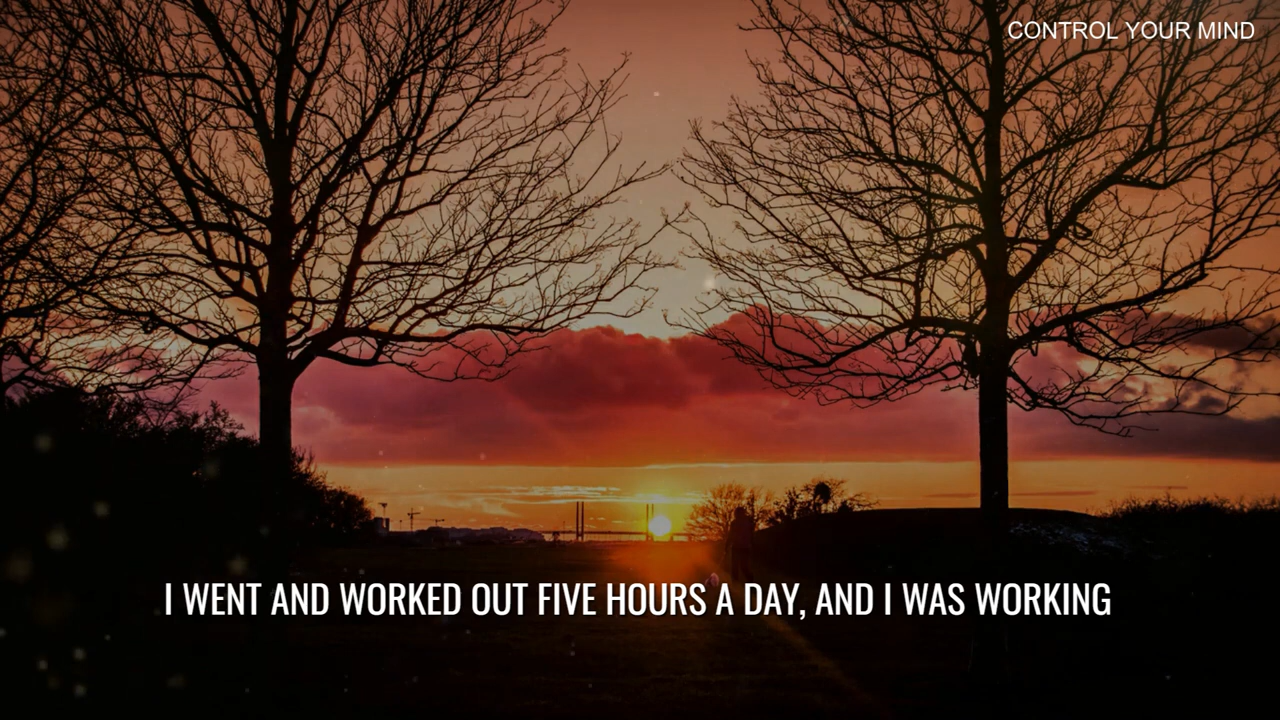 CONTROL YOUR MIND
I WENT AND WORKED OUT FIVE HOURS A DAY, AND I WAS WORKING